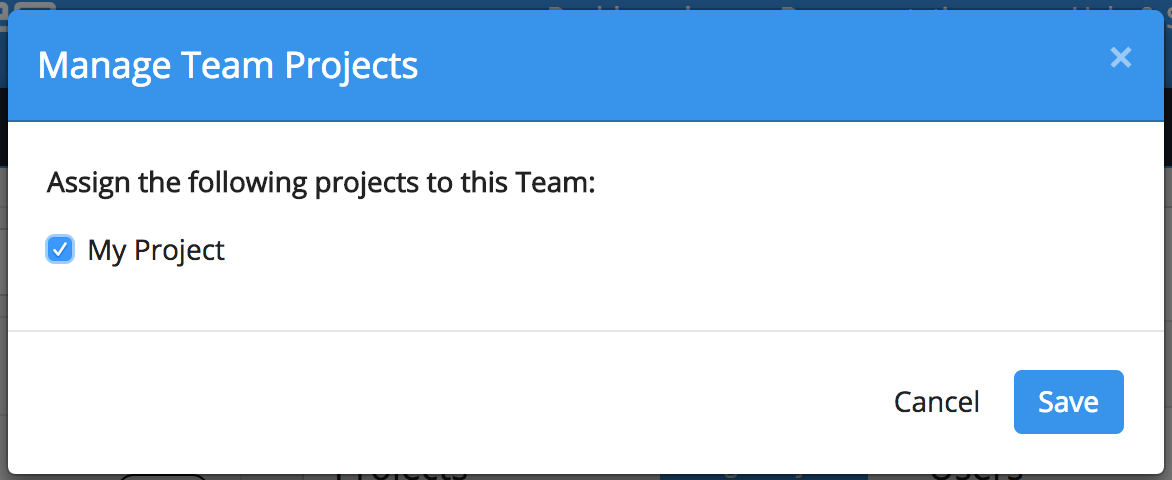 Manage Team Projects
×
Assign the following projects to this Team:
My Project
Cancel
Save